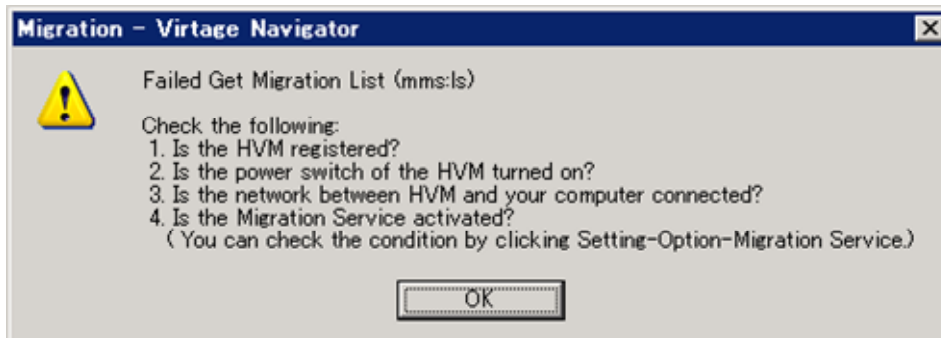 Migration - Virtage Navigator
Failed Get Migration List (mms:ls)
Check the following:
1. Is the HVM registered?
2. Is the power switch of the HVM turned on?
3. Is the network between HVM and your computer connected?
4. Is the Migration Service activated?
( You can check the condition by clicking Setting-Option-Migration Service.)
OK